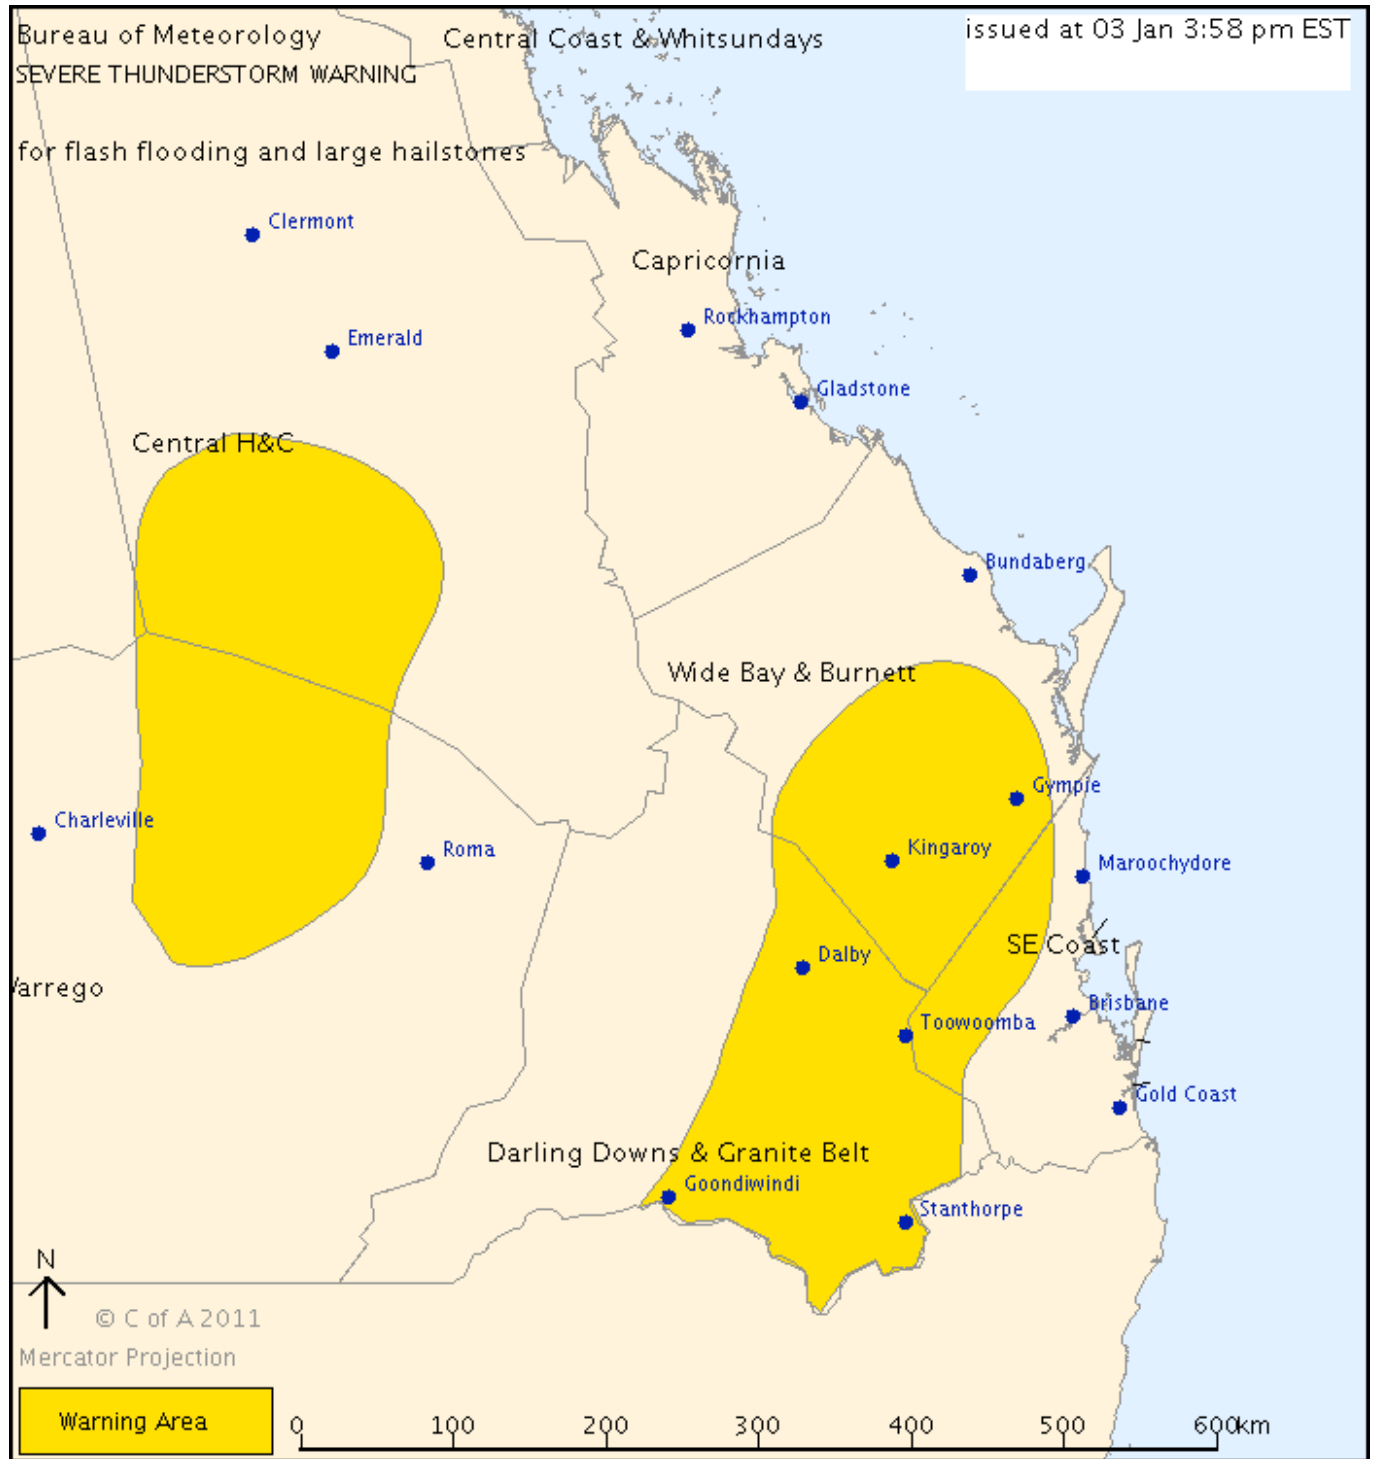 Bureau of Meteorology
Central Coast & Whitsundays
issued at 03 Jan 3:58 pm EST
SEVERE THUNDERSTORM WARNING
for flash flooding and large hailstones
Clermont
Capricornia
Rockhampton
Emerald
Gladstone
Central H&C
Bundaberg
Wide Bay & Burnett
Gympie
Charleville
Roma
Kingaroy
Maroochydore
SE Coast
Dalby
arrego
Brisbane
Toowoomba
Gold Coast
Darling Downs & Granite Belt
Goondiwindi
Stanthorpe
N
© C of A 2011
Mercator Projection
Warning Area
0 100 200 300 400 500 600km